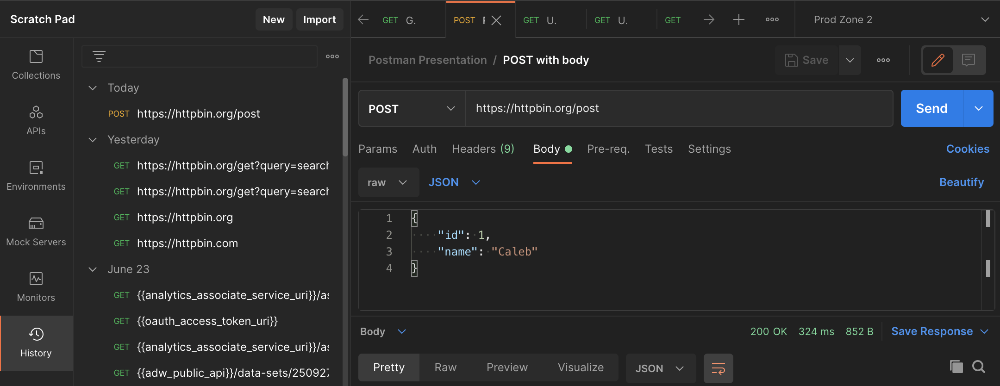 Scratch Pad
New
Import
Collections
APIs
Environments
Mock Servers
Monitors
History
Today
POST https://httpbin.org/post
Yesterday
GET https://httpbin.org/get?query=search
GET https://httpbin.org/get?query=search
GET https://httpbin.org
GET https://httpbin.com
June 23
GET {{analytics_associate_service_uri}}/as
GET {{oauth_access_token_uri}}
GET {{analytics_associate_service_uri}}/as
GET {{adw_public_api}}/data-sets/250927
GET G.
POST
GET U.
GET U.
GET
Prod Zone 2
Postman Presentation / POST with body
Save
POST
https://httpbin.org/post
Send
Params
Auth
Headers (9)
Body
Pre-req.
Tests
Settings
Cookies
raw
JSON
Beautify
1 {
2 "id": 1,
3 "name": "Caleb"
4 }
Body
200 OK
324 ms
852 B
Save Response
Pretty
Raw
Preview
Visualize
JSON